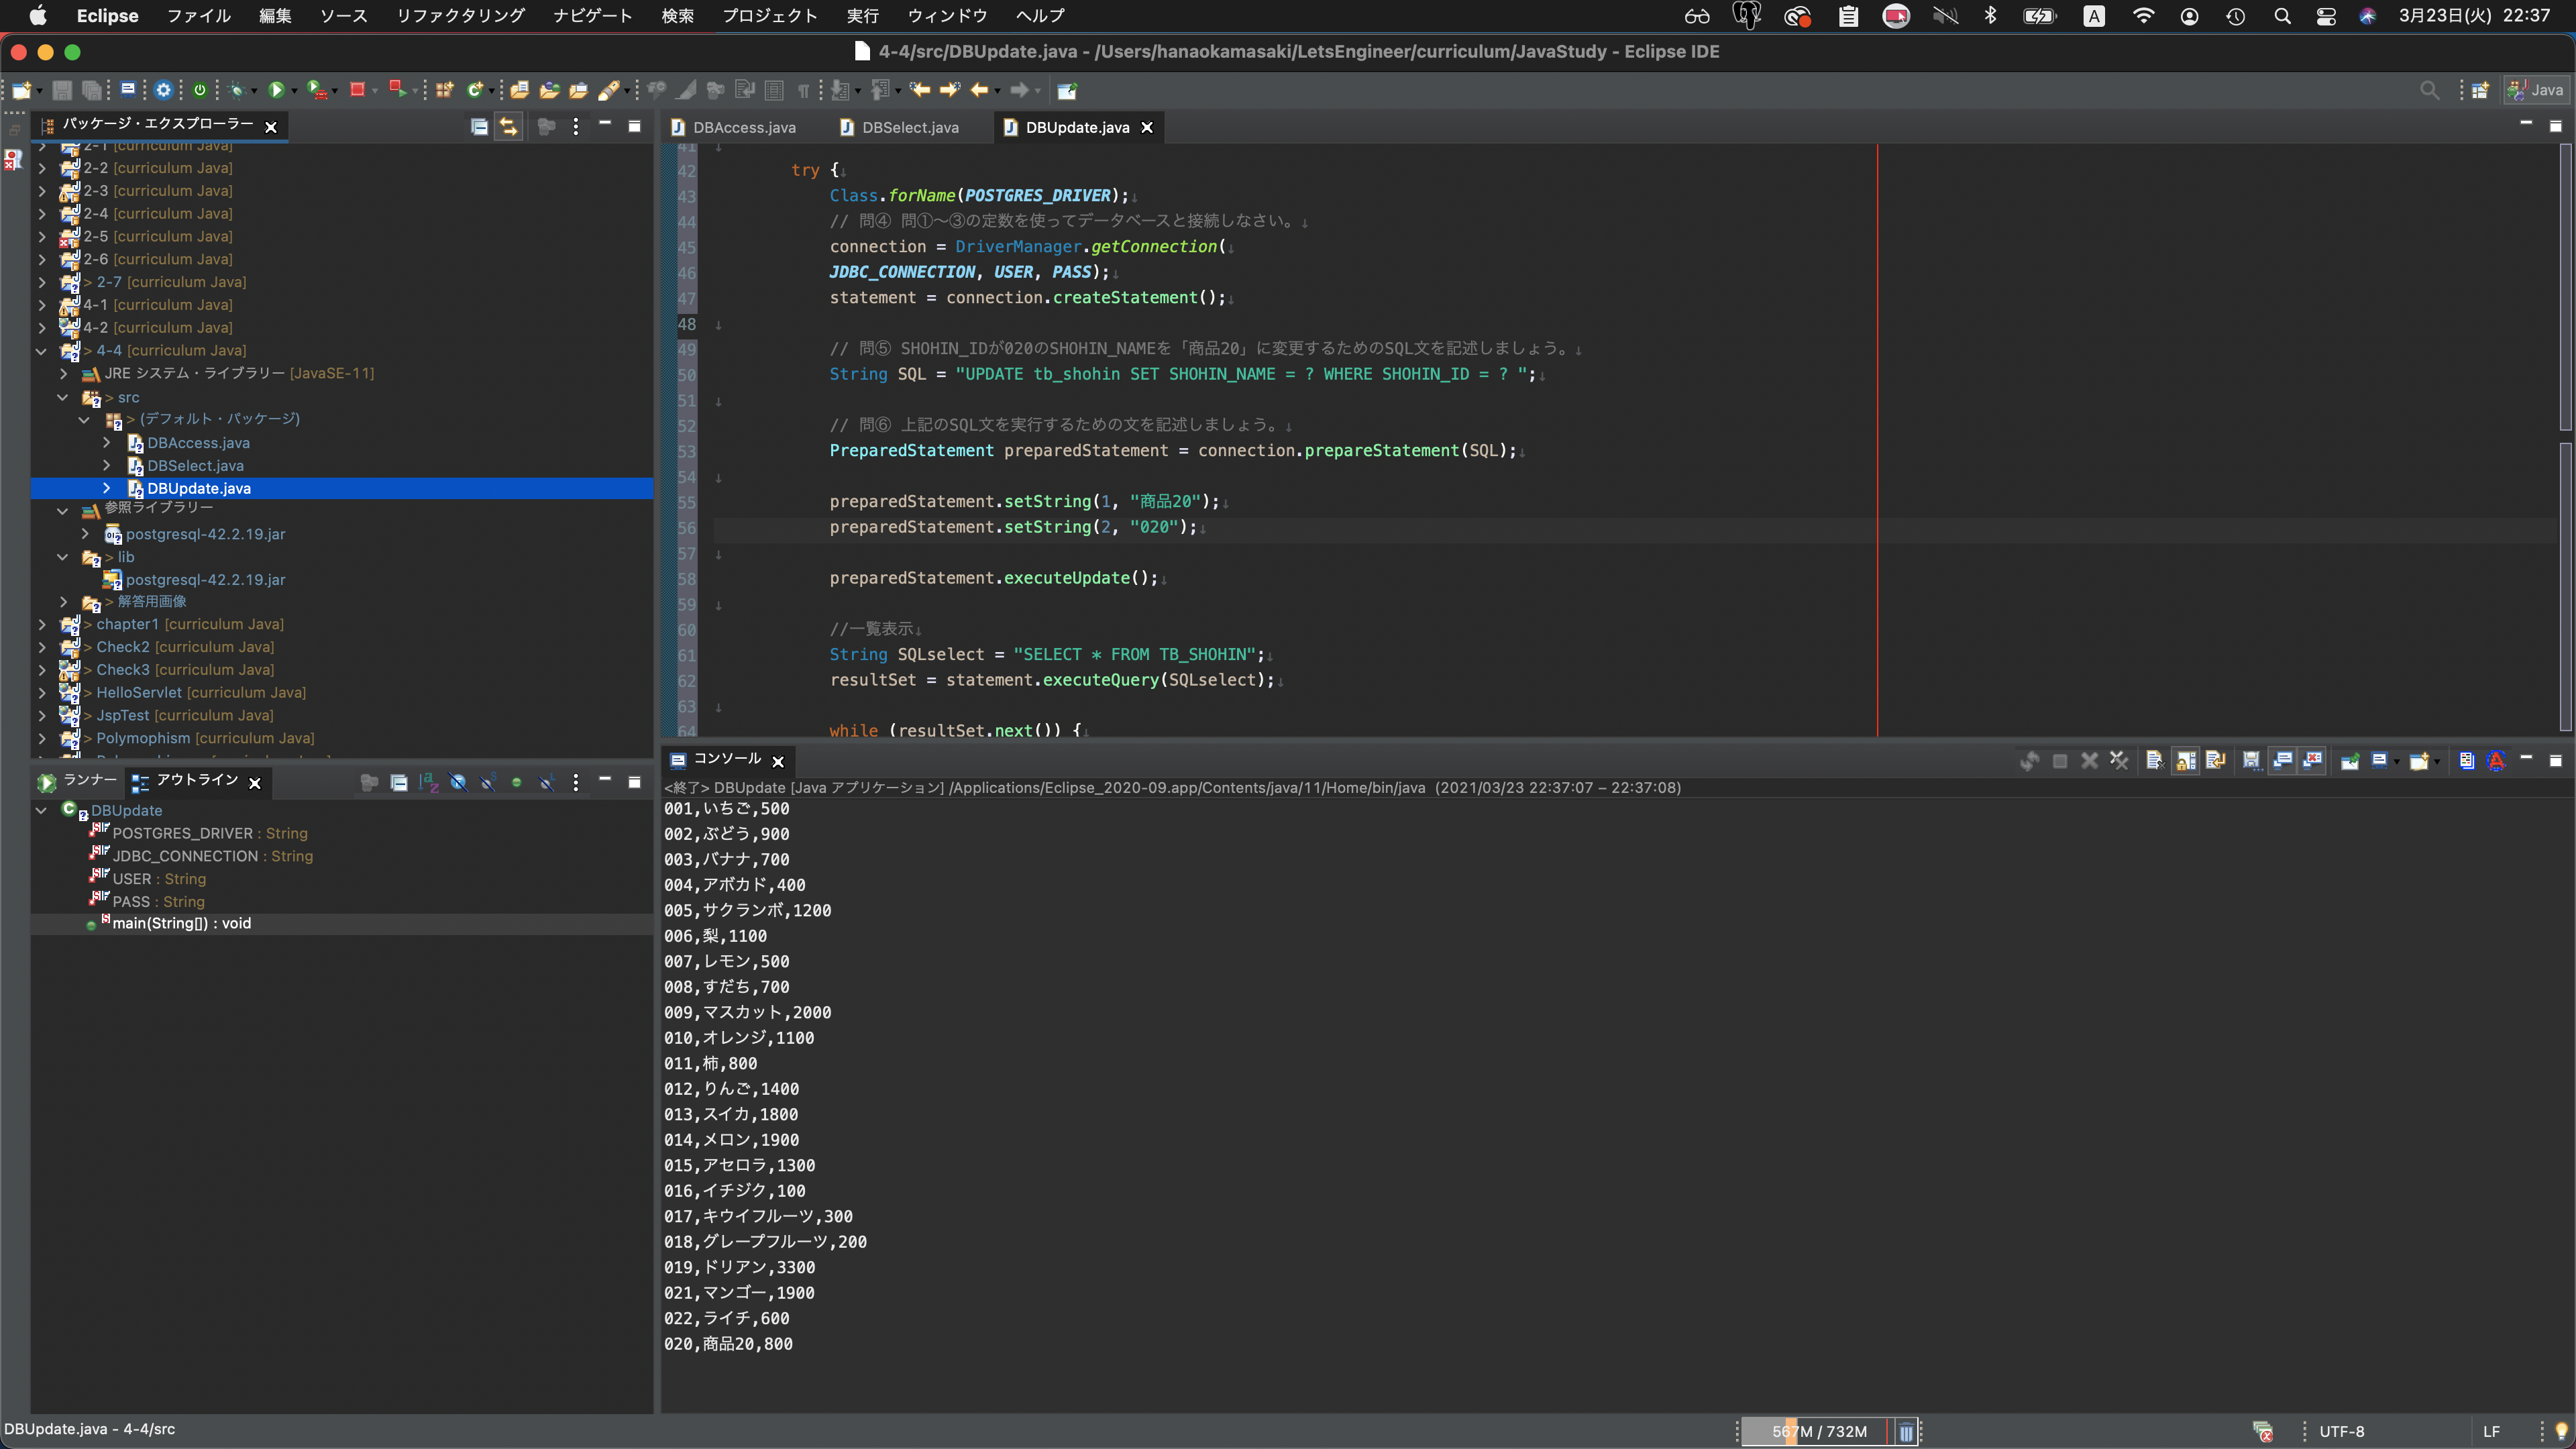 Eclipse ファイル 編集 ソース リファクタリング ナビゲート 検索 プロジェクト 実行 ウィンドウ ヘルプ A 3月23日(火) 22:37
4-4/src/DBUpdate.java - /Users/hanaokamasaki/LetsEngineer/curriculum/JavaStudy - Eclipse IDE
Java
パッケージ・エクスプローラー
2-1 [curriculum Java]
2-2 [curriculum Java]
2-3 [curriculum Java]
2-4 [curriculum Java]
2-5 [curriculum Java]
2-6 [curriculum Java]
> 2-7 [curriculum Java]
4-1 [curriculum Java]
4-2 [curriculum Java]
> 4-4 [curriculum Java]
JRE システム・ライブラリー [JavaSE-11]
> src
> (デフォルト・パッケージ)
DBAccess.java
DBSelect.java
DBUpdate.java
参照ライブラリー
postgresql-42.2.19.jar
> lib
postgresql-42.2.19.jar
> 解答用画像
> chapter1 [curriculum Java]
> Check2 [curriculum Java]
> Check3 [curriculum Java]
> HelloServlet [curriculum Java]
> JspTest [curriculum Java]
> Polymophism [curriculum Java]
ランナー アウトライン
DBUpdate
POSTGRES_DRIVER : String
JDBC_CONNECTION : String
USER : String
PASS : String
main(String[]) : void
DBAccess.java DBSelect.java DBUpdate.java
41 ↓
42 try {↓
43 Class.forName(POSTGRES_DRIVER);↓
44 // 問④ 問①〜③の定数を使ってデータベースと接続しなさい。↓
45 connection = DriverManager.getConnection(↓
46 JDBC_CONNECTION, USER, PASS);↓
47 statement = connection.createStatement();↓
48 ↓
49 // 問⑤ SHOHIN_IDが020のSHOHIN_NAMEを「商品20」に変更するためのSQL文を記述しましょう。↓
50 String SQL = "UPDATE tb_shohin SET SHOHIN_NAME = ? WHERE SHOHIN_ID = ? ";↓
51 ↓
52 // 問⑥ 上記のSQL文を実行するための文を記述しましょう。↓
53 PreparedStatement preparedStatement = connection.prepareStatement(SQL);↓
54 ↓
55 preparedStatement.setString(1, "商品20");↓
56 preparedStatement.setString(2, "020");↓
57 ↓
58 preparedStatement.executeUpdate();↓
59 ↓
60 //一覧表示↓
61 String SQLselect = "SELECT * FROM TB_SHOHIN";↓
62 resultSet = statement.executeQuery(SQLselect);↓
63 ↓
64 while (resultSet.next()) {↓
コンソール
<終了> DBUpdate [Java アプリケーション] /Applications/Eclipse_2020-09.app/Contents/java/11/Home/bin/java (2021/03/23 22:37:07 – 22:37:08)
001,いちご,500
002,ぶどう,900
003,バナナ,700
004,アボカド,400
005,サクランボ,1200
006,梨,1100
007,レモン,500
008,すだち,700
009,マスカット,2000
010,オレンジ,1100
011,柿,800
012,りんご,1400
013,スイカ,1800
014,メロン,1900
015,アセロラ,1300
016,イチジク,100
017,キウイフルーツ,300
018,グレープフルーツ,200
019,ドリアン,3300
021,マンゴー,1900
022,ライチ,600
020,商品20,800
DBUpdate.java - 4-4/src 567M / 732M UTF-8 LF